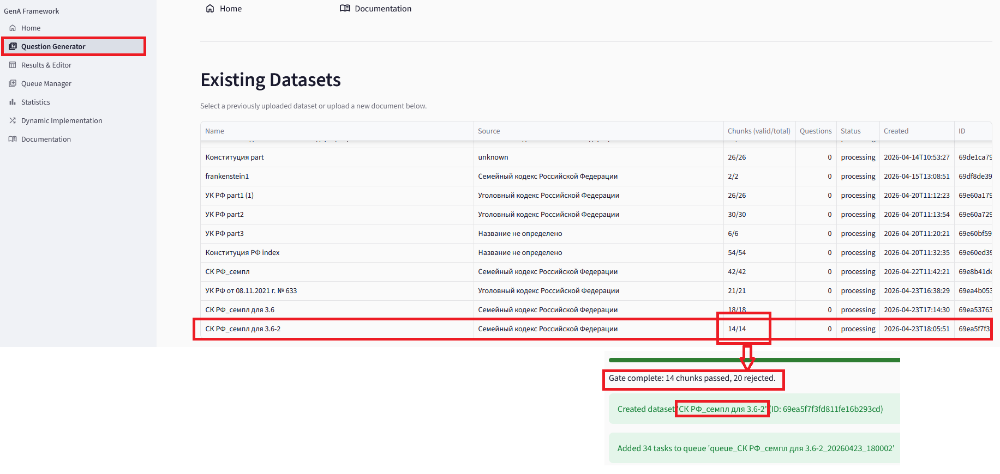 GenA Framework
Home
Question Generator
Results & Editor
Queue Manager
Statistics
Dynamic Implementation
Documentation
Home Documentation
Existing Datasets
Select a previously uploaded dataset or upload a new document below.
Name Source Chunks (valid/total) Questions Status Created ID
Конституция part unknown 26/26 0 processing 2026-04-14T10:53:27 69de1ca79
frankenstein1 Семейный кодекс Российской Федерации 2/2 0 processing 2026-04-15T13:08:51 69df8de39
УК РФ part1 (1) Уголовный кодекс Российской Федерации 26/26 0 processing 2026-04-20T11:12:23 69e60a179
УК РФ part2 Уголовный кодекс Российской Федерации 30/30 0 processing 2026-04-20T11:13:54 69e60a729
УК РФ part3 Название не определено 6/6 0 processing 2026-04-20T11:20:21 69e60bf59
Конституция РФ index Название не определено 54/54 0 processing 2026-04-20T11:32:35 69e60ed39
СК РФ_семпл Семейный кодекс Российской Федерации 42/42 0 processing 2026-04-22T11:42:21 69e8b41de
УК РФ от 08.11.2021 г. № 633 Уголовный кодекс Российской Федерации 21/21 0 processing 2026-04-23T16:38:29 69ea4b053
СК РФ_семпл для 3.6 Семейный кодекс Российской Федерации 18/18 0 processing 2026-04-23T17:14:30 69ea53763
СК РФ_семпл для 3.6-2 Семейный кодекс Российской Федерации 14/14 0 processing 2026-04-23T18:05:51 69ea5f7f3
Gate complete: 14 chunks passed, 20 rejected.
Created dataset 'СК РФ_семпл для 3.6-2' (ID: 69ea5f7f3fd811fe16b293cd)
Added 34 tasks to queue 'queue_СК РФ_семпл для 3.6-2_20260423_180002'